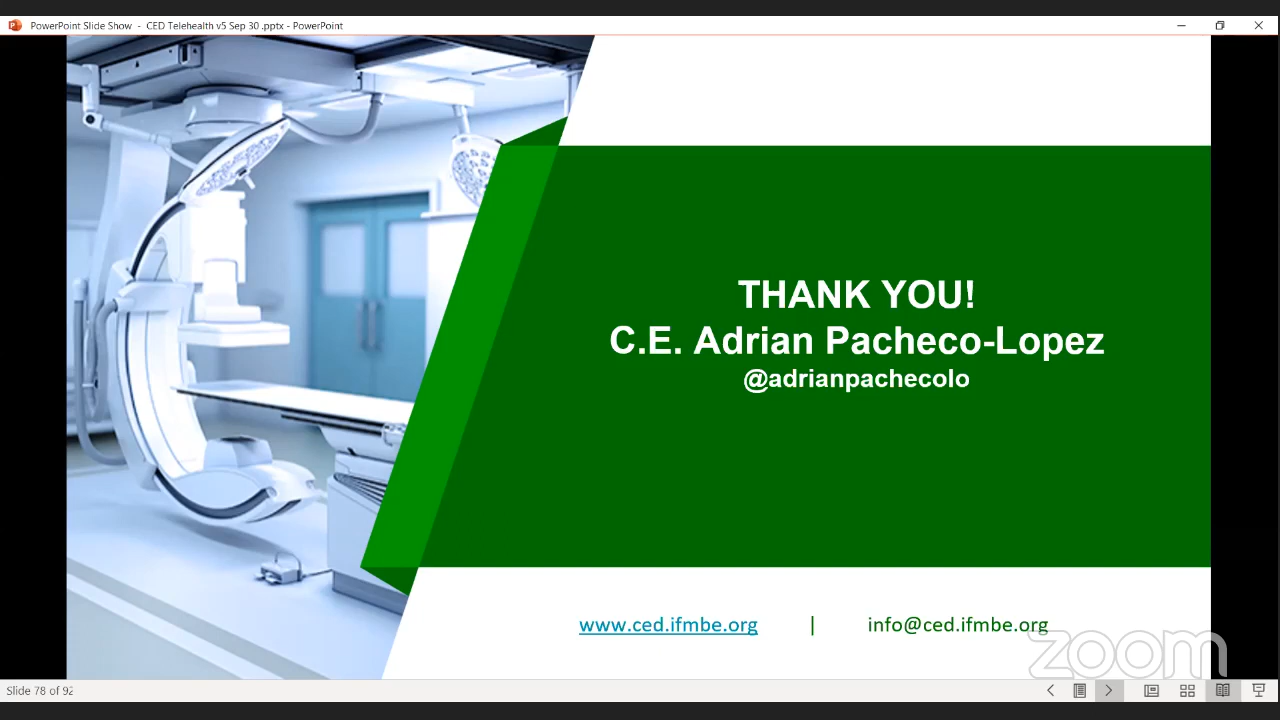 PowerPoint Slide Show - CED Telehealth v5 Sep 30 .pptx - PowerPoint
THANK YOU!
C.E. Adrian Pacheco-Lopez
@adrianpachecolo
www.ced.ifmbe.org | info@ced.ifmbe.org
zoom
Slide 78 of 92